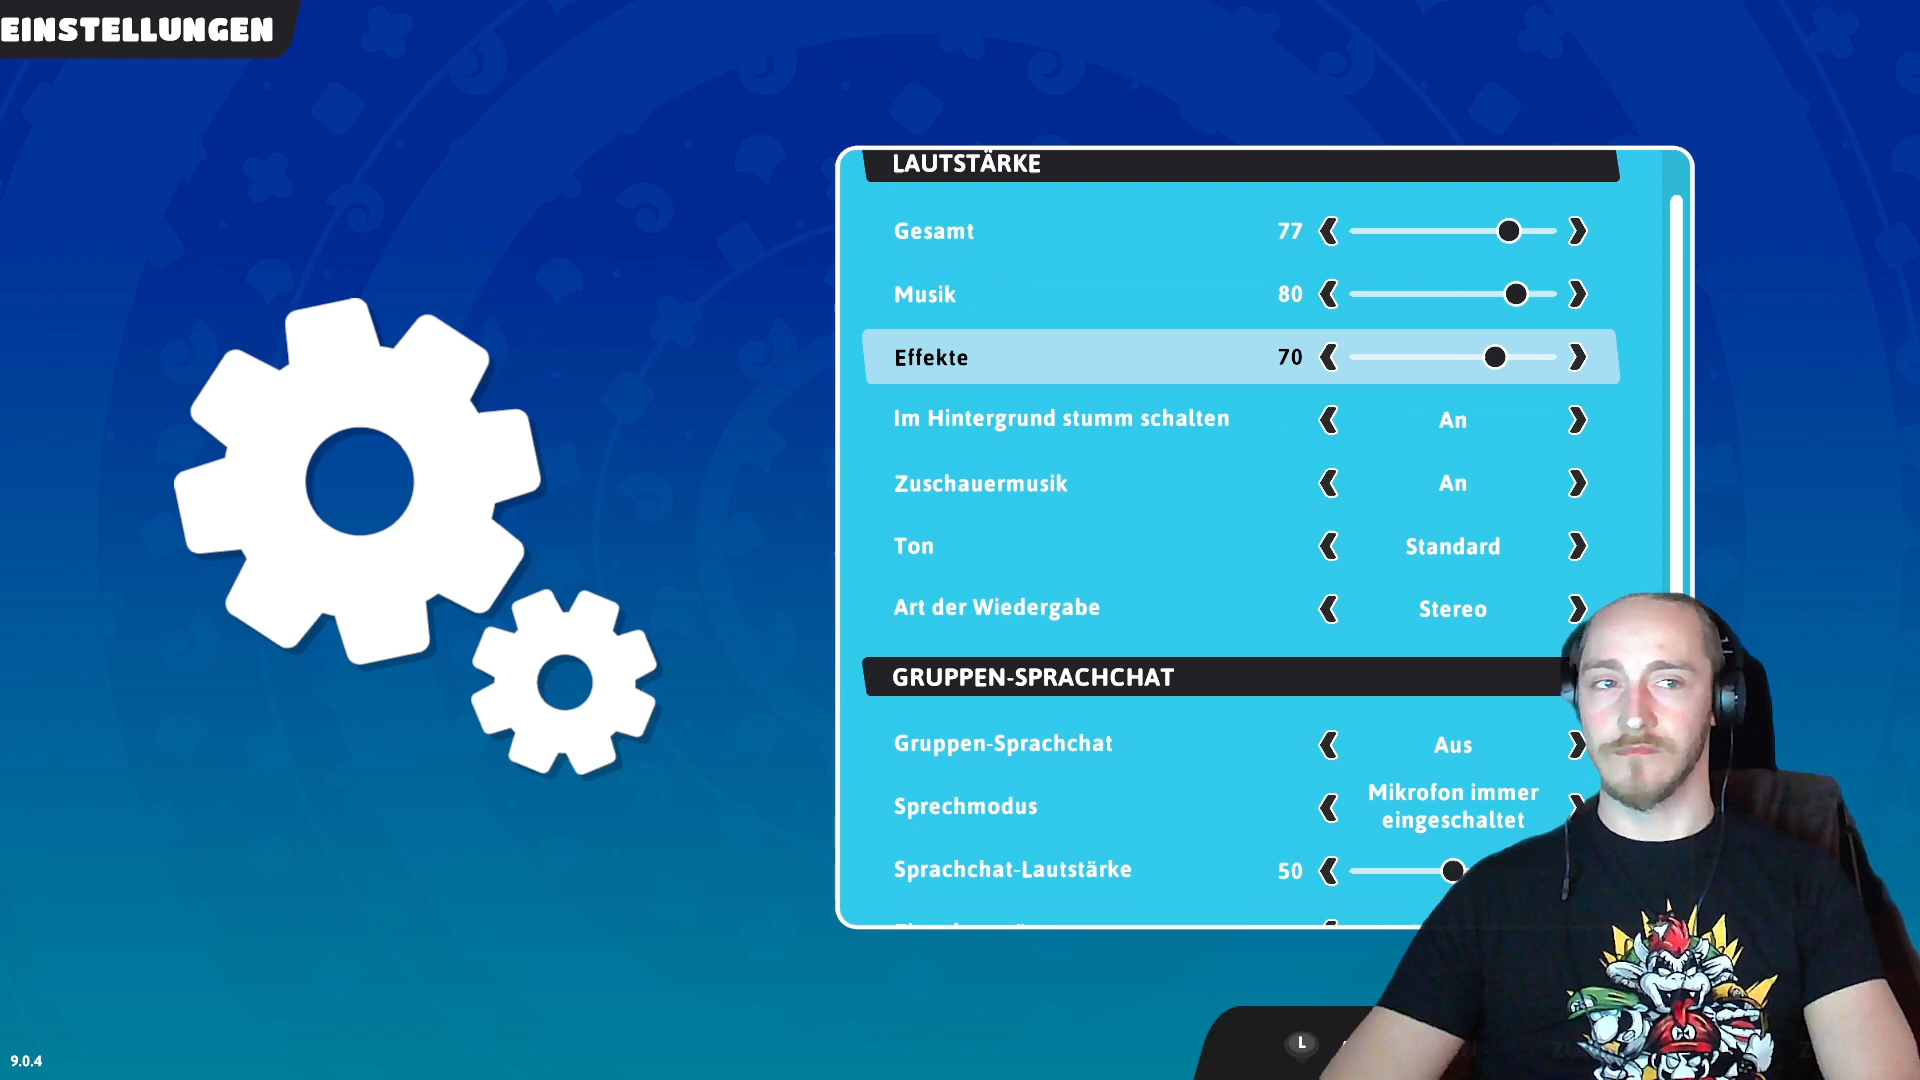 EINSTELLUNGEN
LAUTSTÄRKE
Gesamt 77
Musik 80
Effekte 70
Im Hintergrund stumm schalten An
Zuschauermusik An
Ton Standard
Art der Wiedergabe Stereo
GRUPPEN-SPRACHCHAT
Gruppen-Sprachchat Aus
Sprechmodus Mikrofon immer
eingeschaltet
Sprachchat-Lautstärke 50
L
9.0.4